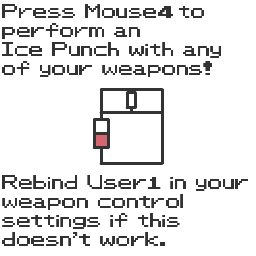 Press Mouse4 to
perform an
Ice Punch with any
of your weapons!
Rebind User1 in your
weapon control
settings if this
doesn't work.